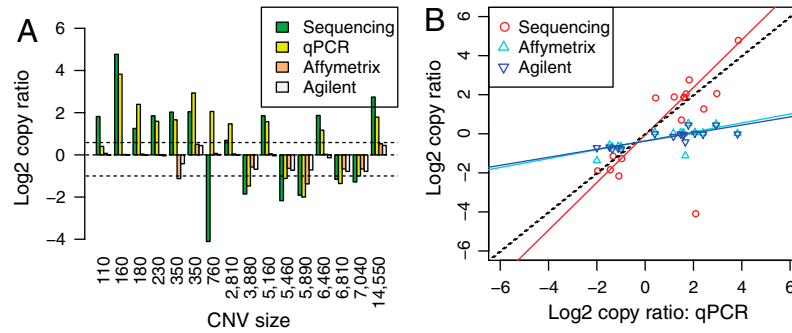 A
Log2 copy ratio
6
4
2
0
−2
−4
Sequencing
qPCR
Affymetrix
Agilent
110
160
180
230
350
350
760
2,810
3,880
5,160
5,460
5,890
6,460
6,810
7,040
14,550
CNV size
B
Log2 copy ratio
6
4
2
0
−2
−4
−6
Sequencing
Affymetrix
Agilent
−6
−4
−2
0
2
4
6
Log2 copy ratio: qPCR